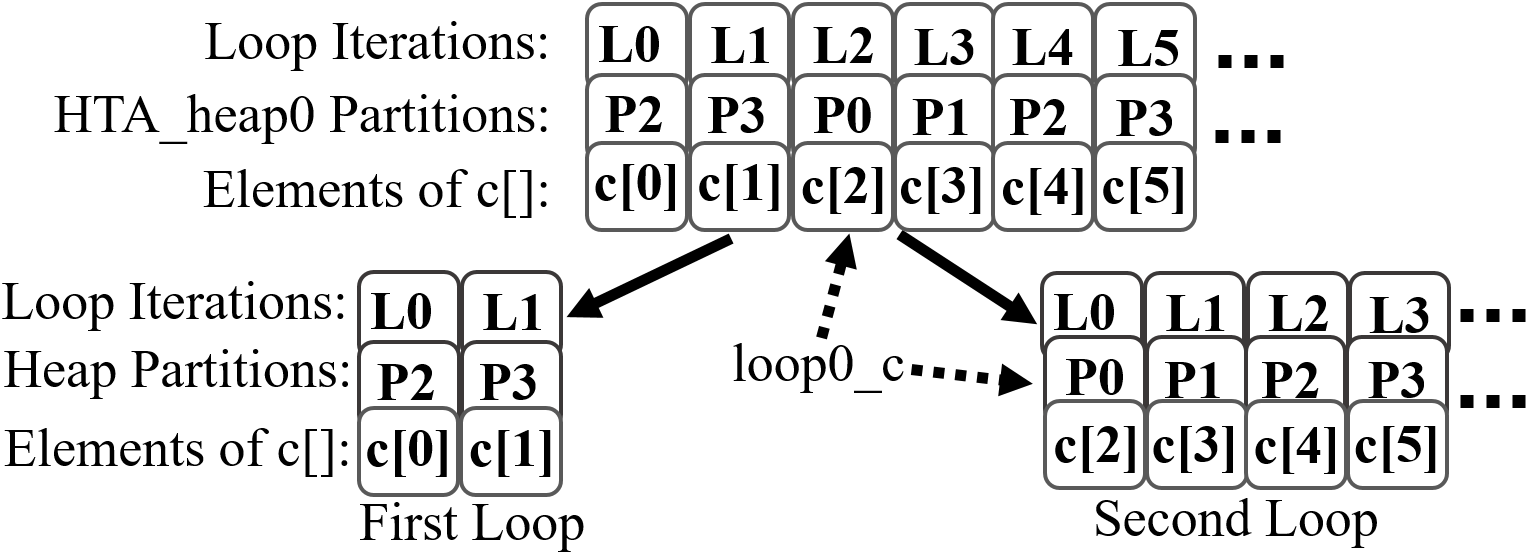 Loop Iterations: L0 L1 L2 L3 L4 L5 ...
HTA_heap0 Partitions: P2 P3 P0 P1 P2 P3 ...
Elements of c[]: c[0] c[1] c[2] c[3] c[4] c[5]
Loop Iterations: L0 L1
Heap Partitions: P2 P3
Elements of c[]: c[0] c[1]
First Loop
loop0_c
L0 L1 L2 L3 ...
P0 P1 P2 P3 ...
c[2] c[3] c[4] c[5]
Second Loop